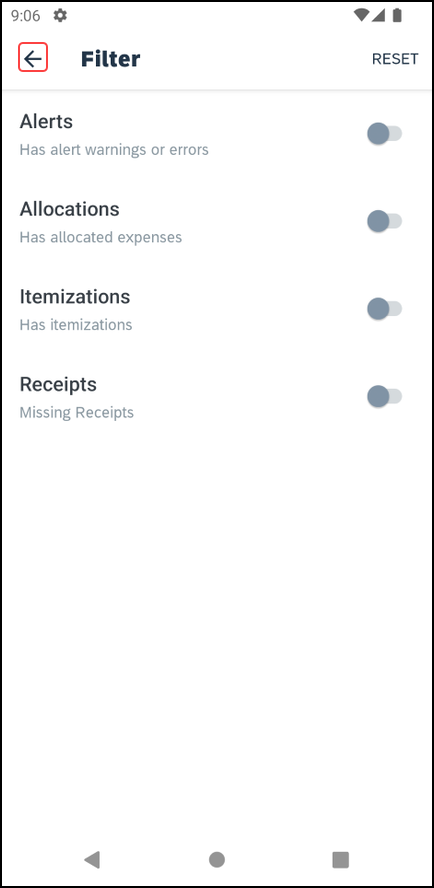 9:06
Filter
RESET
Alerts
Has alert warnings or errors
Allocations
Has allocated expenses
Itemizations
Has itemizations
Receipts
Missing Receipts